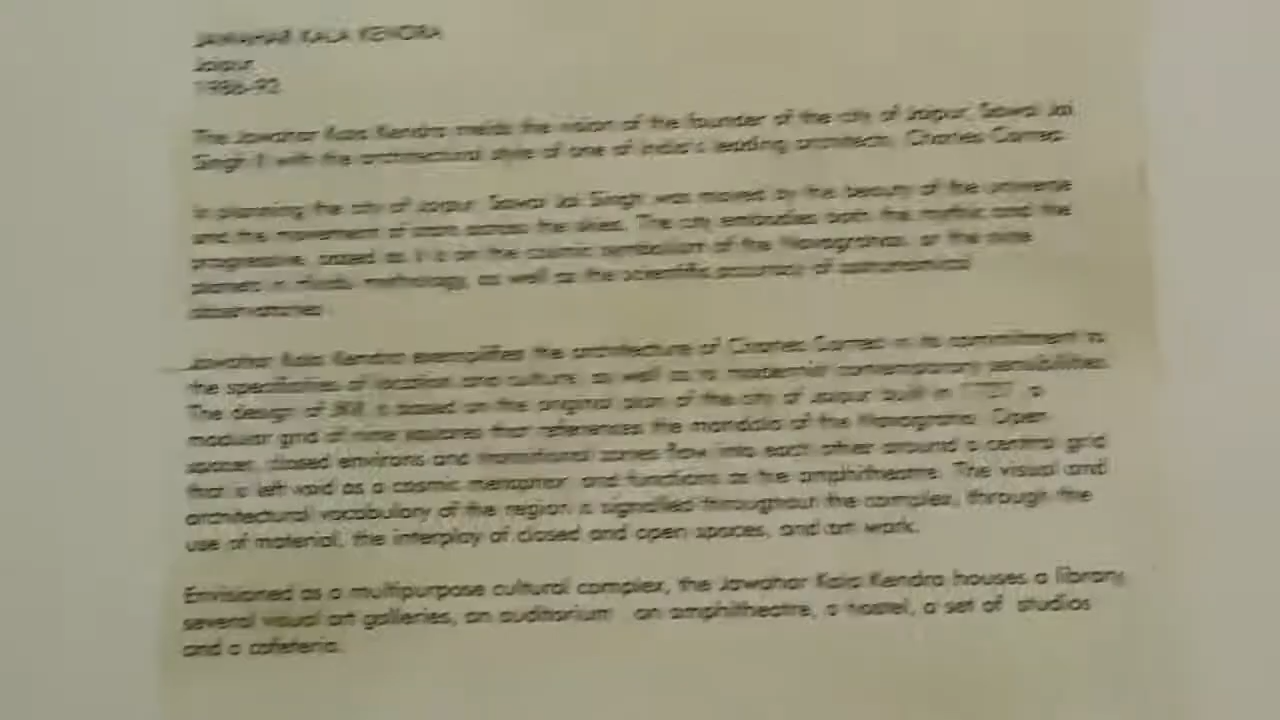 JAWAHAR KALA KENDRA
Jaipur
1986-92
The Jawahar Kala Kendra melds the vision of the founder of the city of Jaipur, Sawai Jai
Singh II with the architectural style of one of India's leading architects, Charles Correa.
In planning the city of Jaipur, Sawai Jai Singh was moved by the beauty of the universe
and the movement of stars across the skies. The city embodies both the mythic and the
progressive, based as it is on the cosmic symbolism of the Navagrahas, or the nine
planets in Hindu mythology, as well as the scientific accuracy of astronomical
observatories.
Jawahar Kala Kendra exemplifies the architecture of Charles Correa in its commitment to
the specificities of location and culture, as well as to modernist contemporary sensibilities.
The design of JKK is based on the original plan of the city of Jaipur built in a
modular grid of nine squares that references the mandala of the Navagraha. Open
spaces, closed environs and transitional zones flow into each other around a central grid
that is left void as a cosmic metaphor and functions as the amphitheatre. The visual and
architectural vocabulary of the region is signalled throughout the complex, through the
use of material, the interplay of closed and open spaces, and art work.
Envisioned as a multipurpose cultural complex, the Jawahar Kala Kendra houses a library,
several visual art galleries, an auditorium an amphitheatre, a hostel, a set of studios
and a cafeteria.